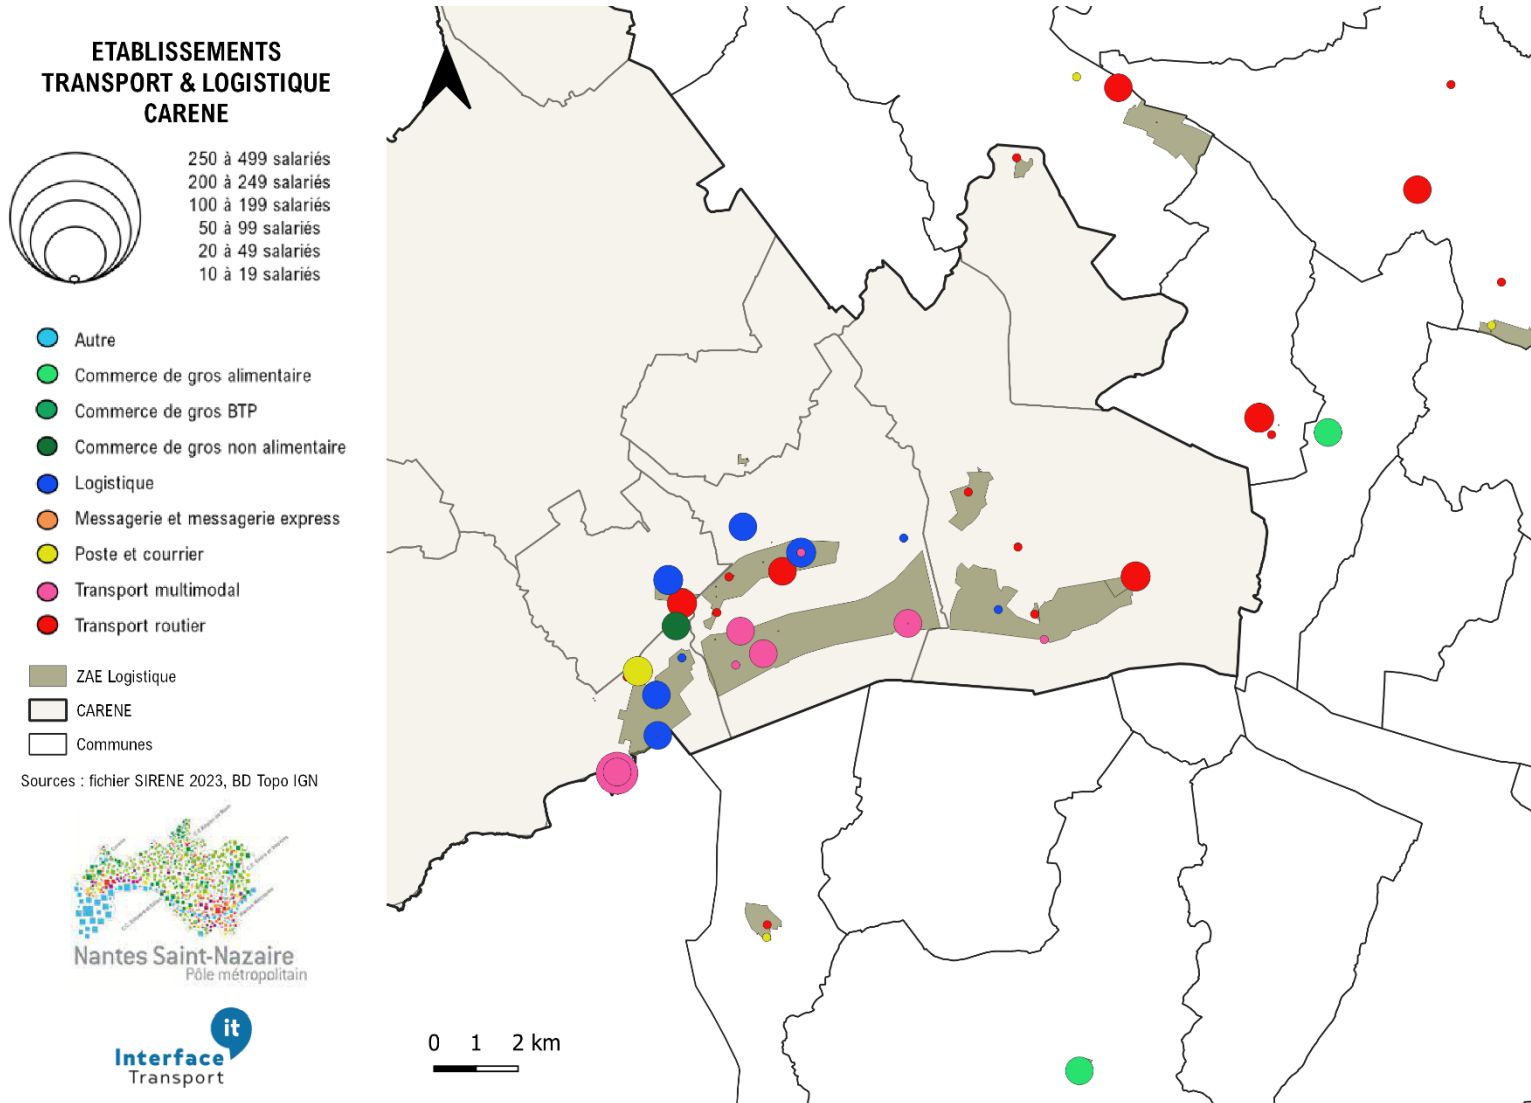 ETABLISSEMENTS
TRANSPORT & LOGISTIQUE
CARENE
250 à 499 salariés
200 à 249 salariés
100 à 199 salariés
50 à 99 salariés
20 à 49 salariés
10 à 19 salariés
Autre
Commerce de gros alimentaire
Commerce de gros BTP
Commerce de gros non alimentaire
Logistique
Messagerie et messagerie express
Poste et courrier
Transport multimodal
Transport routier
ZAE Logistique
CARENE
Communes
Sources : fichier SIRENE 2023, BD Topo IGN
Nantes Saint-Nazaire
Pôle métropolitain
it
Interface
Transport
0 1 2 km